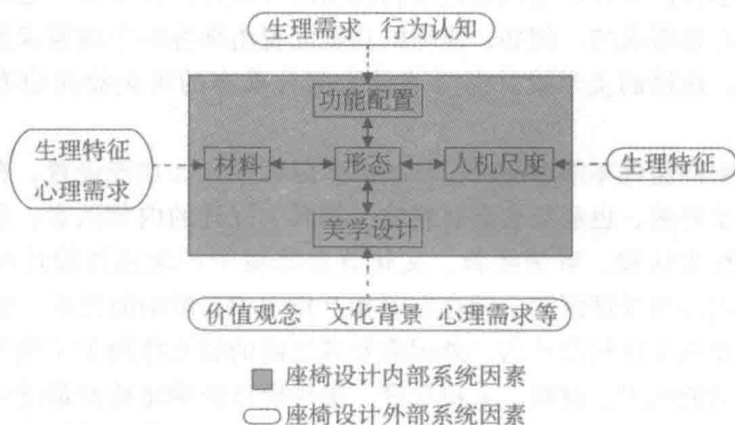 生理需求 行为认知
功能配置
生理特征
心理需求
材料
形态
人机尺度
生理特征
美学设计
价值观念 文化背景 心理需求等
座椅设计内部系统因素
座椅设计外部系统因素